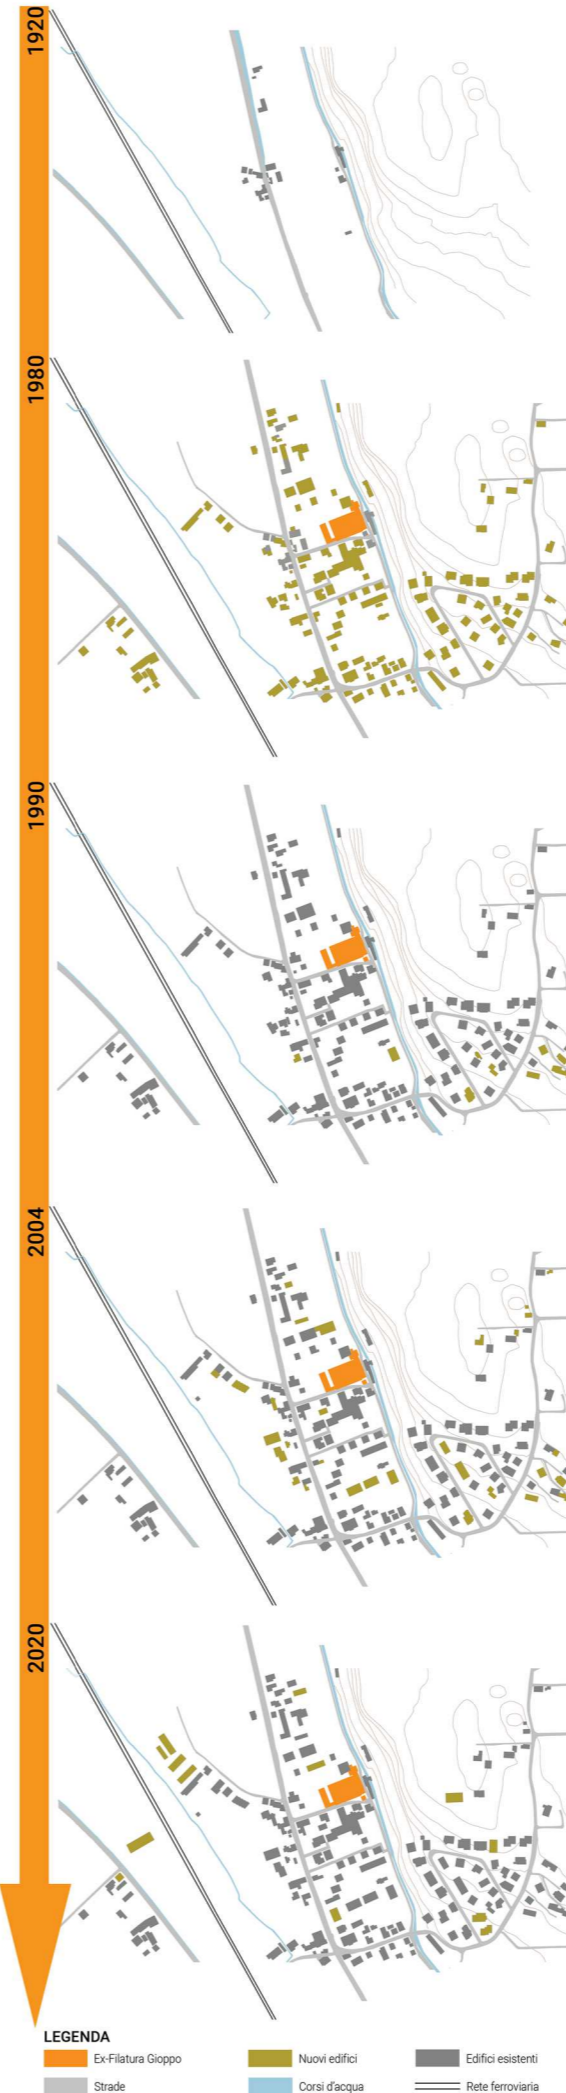 1920
1980
1990
2004
2020
LEGENDA
Ex-Filatura Gioppo
Nuovi edifici
Edifici esistenti
Strade
Corsi d'acqua
Rete ferroviaria